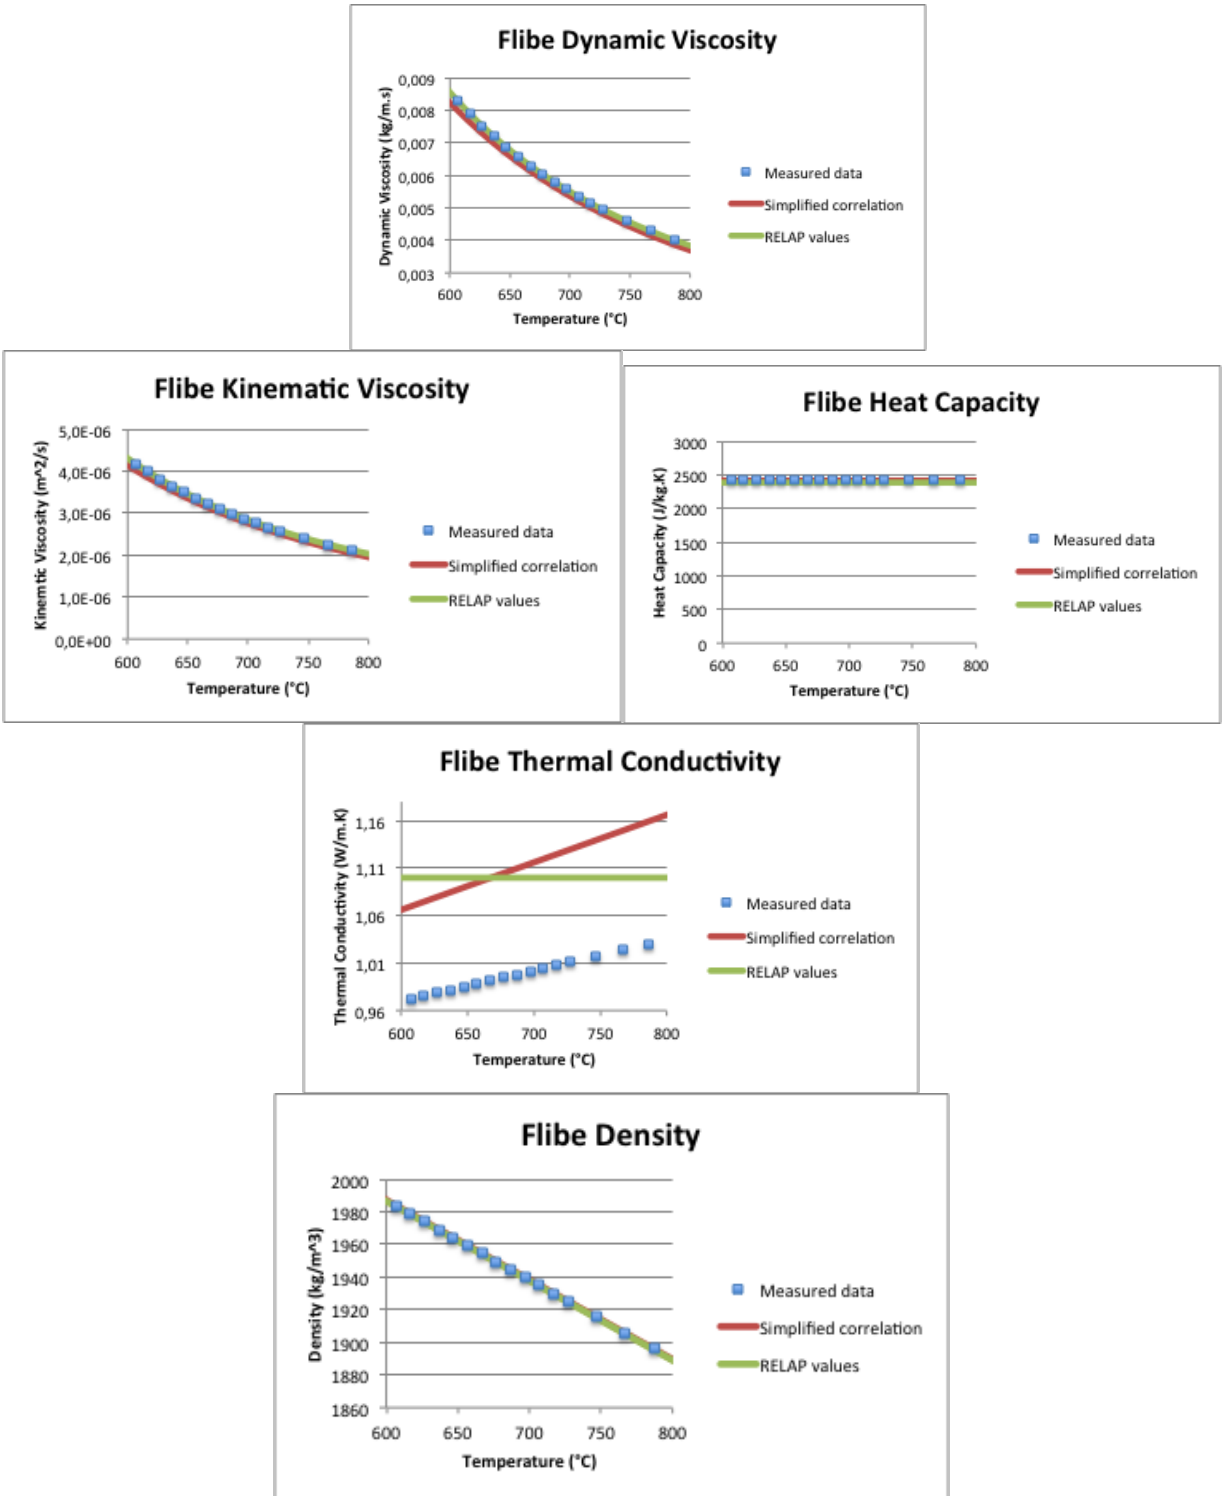 Flibe Dynamic Viscosity
Dynamic Viscosity (kg/m.s)
0,009
0,008
0,007
0,006
0,005
0,004
0,003
600 650 700 750 800
Temperature (°C)
Measured data
Simplified correlation
RELAP values
Flibe Kinematic Viscosity
Kinemtic Viscosity (m^2/s)
5,0E-06
4,0E-06
3,0E-06
2,0E-06
1,0E-06
0,0E+00
600 650 700 750 800
Temperature (°C)
Measured data
Simplified correlation
RELAP values
Flibe Heat Capacity
Heat Capacity (J/kg.K)
3000
2500
2000
1500
1000
500
0
600 650 700 750 800
Temperature (°C)
Measured data
Simplified correlation
RELAP values
Flibe Thermal Conductivity
Thermal Conductivity (W/m.K)
1,16
1,11
1,06
1,01
0,96
600 650 700 750 800
Temperature (°C)
Measured data
Simplified correlation
RELAP values
Flibe Density
Density (kg/m^3)
2000
1980
1960
1940
1920
1900
1880
1860
600 650 700 750 800
Temperature (°C)
Measured data
Simplified correlation
RELAP values